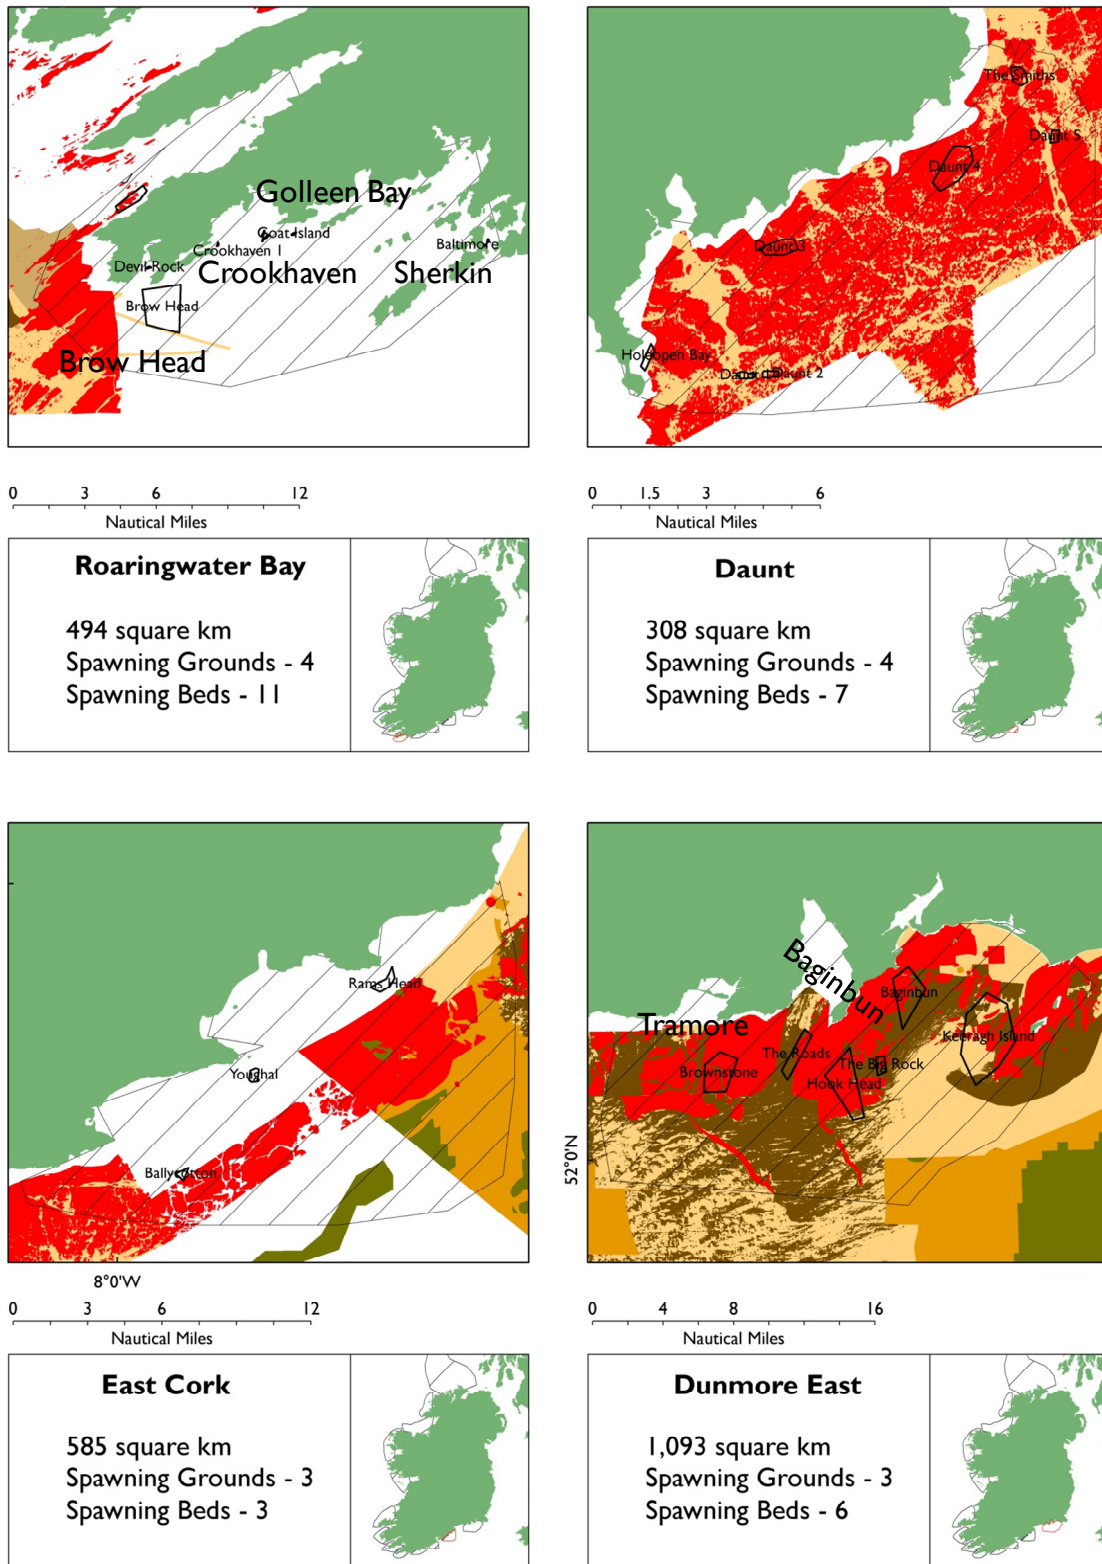 Golleen Bay
Goat Island
Crookhaven 1
Baltimore
Devil Rock
Crookhaven
Sherkin
Brow Head
Brow Head
0 3 6 12
Nautical Miles
Roaringwater Bay
494 square km
Spawning Grounds - 4
Spawning Beds - 11
The Smiths
Daunt 5
Daunt 4
Daunt 3
Holeopen Bay
Daunt 2
0 1.5 3 6
Nautical Miles
Daunt
308 square km
Spawning Grounds - 4
Spawning Beds - 7
Rams Head
Youghal
Ballycotton
8°0'W
0 3 6 12
Nautical Miles
East Cork
585 square km
Spawning Grounds - 3
Spawning Beds - 3
Baginbun
Baginbun
Tramore
Keeragh Island
The Roads
The Big Rock
Brownstone
Hook Head
52°0'N
0 4 8 16
Nautical Miles
Dunmore East
1,093 square km
Spawning Grounds - 3
Spawning Beds - 6